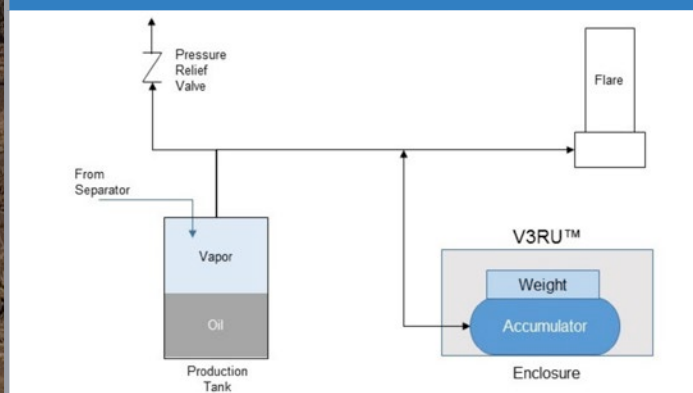 Pressure
Relief
Valve
Flare
From
Separator
Vapor
Oil
Production
Tank
V3RU™
Weight
Accumulator
Enclosure